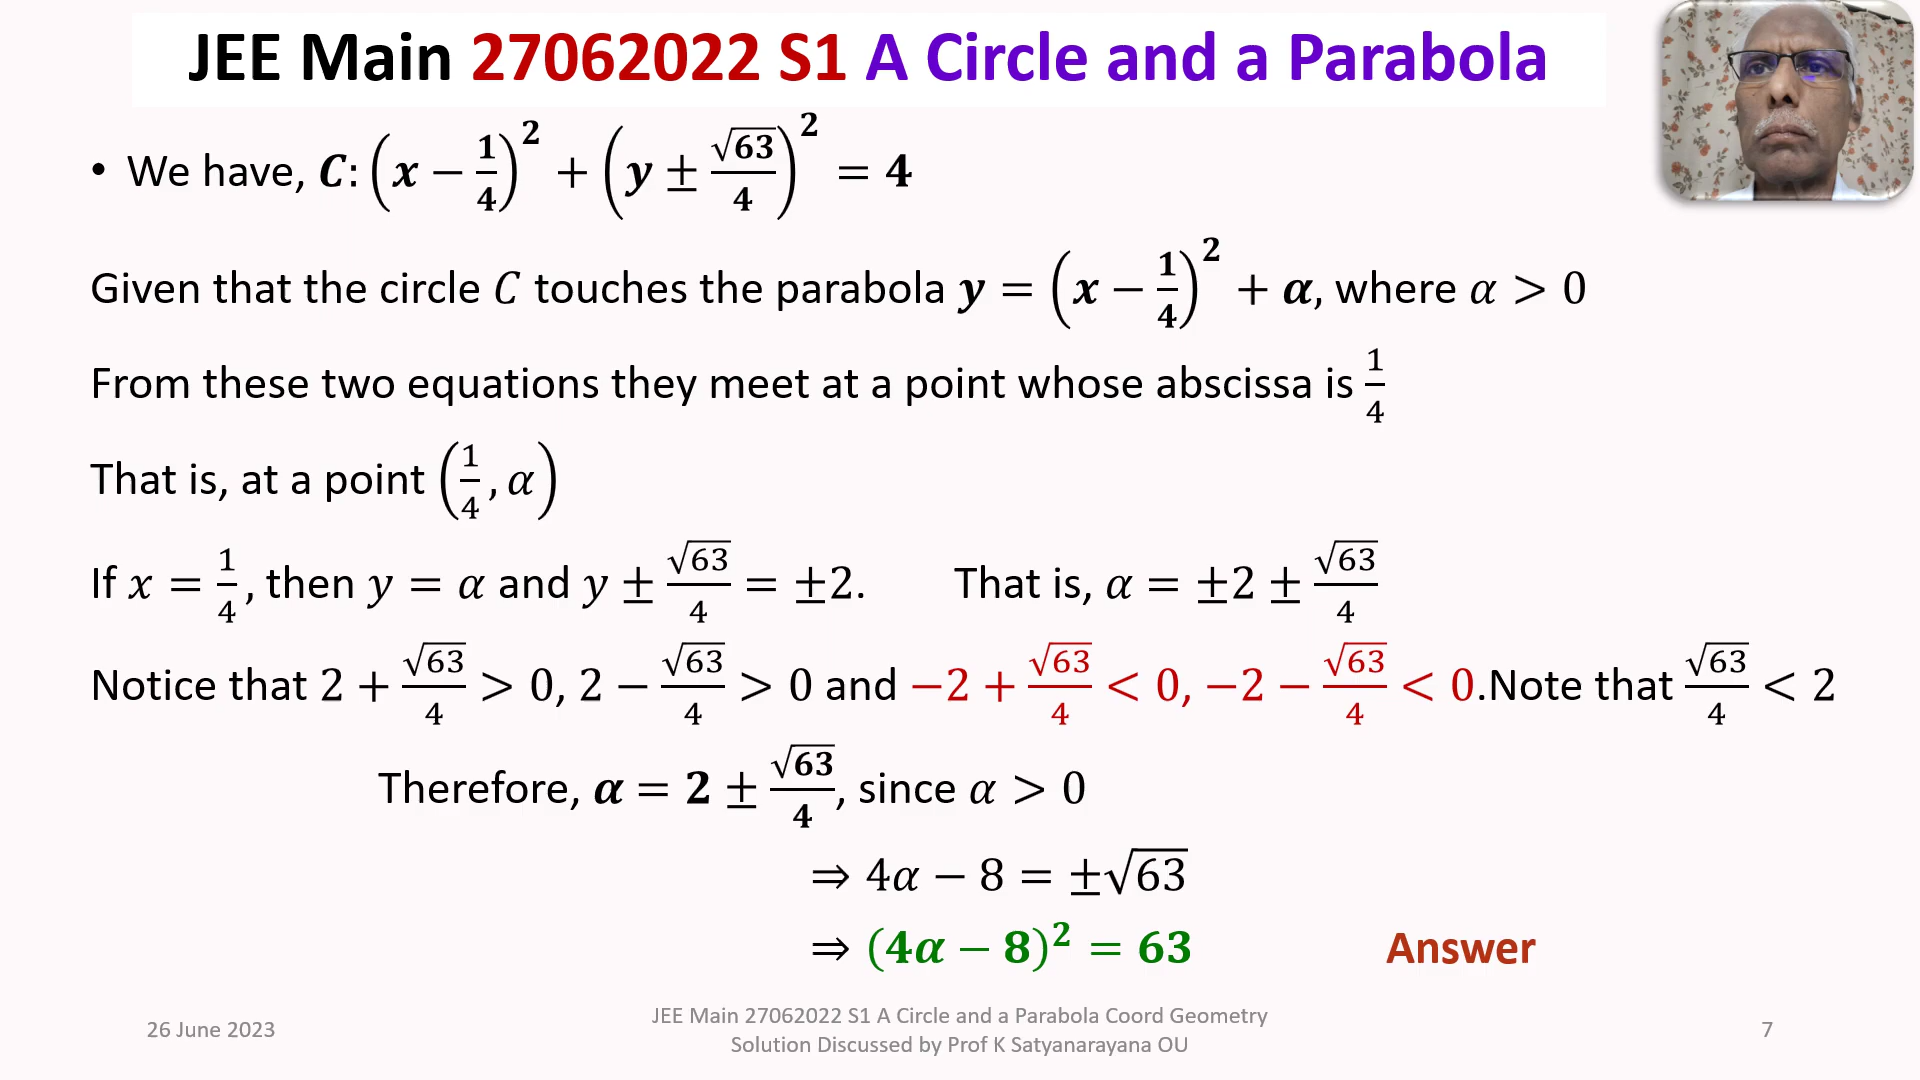 JEE Main 27062022 S1 A Circle and a Parabola
• We have, C: (x − 1/4)² + (y ± √63/4)² = 4
Given that the circle C touches the parabola y = (x − 1/4)² + α, where α > 0
From these two equations they meet at a point whose abscissa is 1/4
That is, at a point (1/4, α)
If x = 1/4, then y = α and y ± √63/4 = ±2. That is, α = ±2 ± √63/4
Notice that 2 + √63/4 > 0, 2 − √63/4 > 0 and −2 + √63/4 < 0, −2 − √63/4 < 0.Note that √63/4 < 2
Therefore, α = 2 ± √63/4, since α > 0
⇒ 4α − 8 = ±√63
⇒ (4α − 8)² = 63 Answer
26 June 2023
JEE Main 27062022 S1 A Circle and a Parabola Coord Geometry
Solution Discussed by Prof K Satyanarayana OU
7